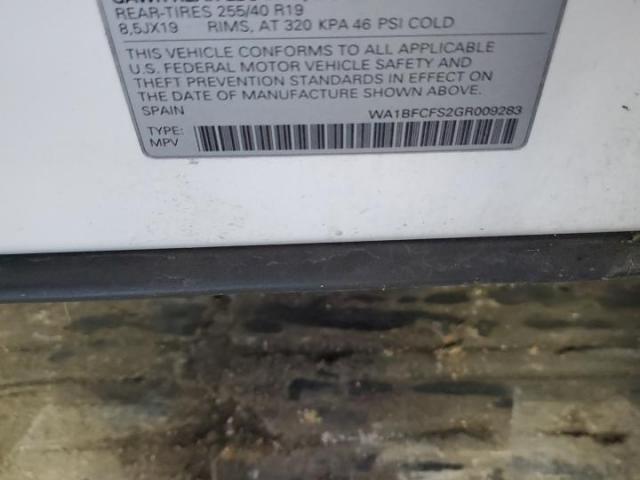 REAR-TIRES 255/40 R19
8,5JX19 RIMS, AT 320 KPA 46 PSI COLD
THIS VEHICLE CONFORMS TO ALL APPLICABLE
U.S. FEDERAL MOTOR VEHICLE SAFETY AND
THEFT PREVENTION STANDARDS IN EFFECT ON
THE DATE OF MANUFACTURE SHOWN ABOVE.
SPAIN WA1BFCFS2GR009283
TYPE:
MPV